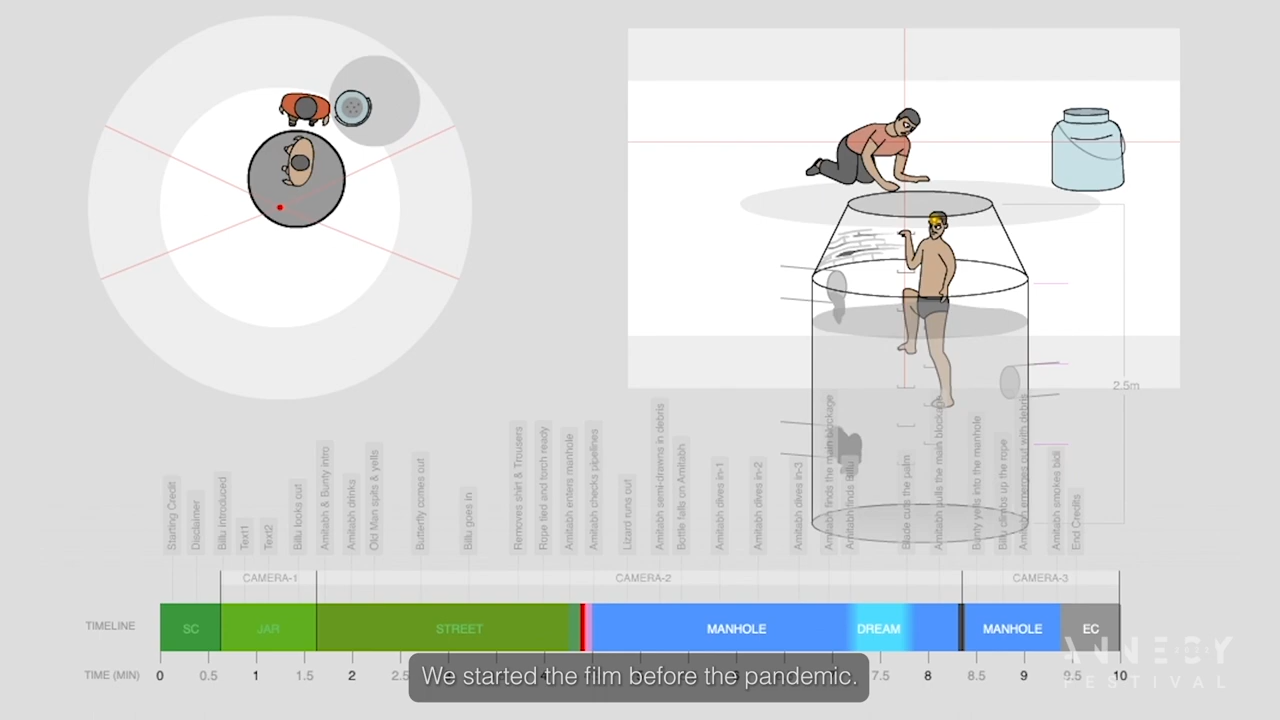 2.5m
Starting Credit
Disclaimer
Billu introduced
Text1
Text2
Billu looks out
Amitabh & Bunty intro
Amitabh drinks
Old Man spits & yells
Butterfly comes out
Billu goes in
Removes shirt & Trousers
Rope tied and torch ready
Amitabh enters manhole
Amitabh checks pipelines
Lizard runs out
Amitabh semi-drawns in debris
Bottle falls on Amitabh
Amitabh dives in-1
Amitabh dives in-2
Amitabh dives in-3
Amitabh finds the main blockage
Amitabh finds Billu
Blade cuts the palm
Amitabh pulls the main blockage
Bunty yells into the manhole
Billu climbs up the rope
Amitabh emerges out with debris
Amitabh smokes bidi
End Credits
CAMERA-1 CAMERA-2 CAMERA-3
TIMELINE SC JAR STREET MANHOLE DREAM MANHOLE EC
TIME (MIN) 0 0.5 1 1.5 2 2.5 7.5 8 8.5 9 9.5 10
ANNECY
FESTIVAL
We started the film before the pandemic.